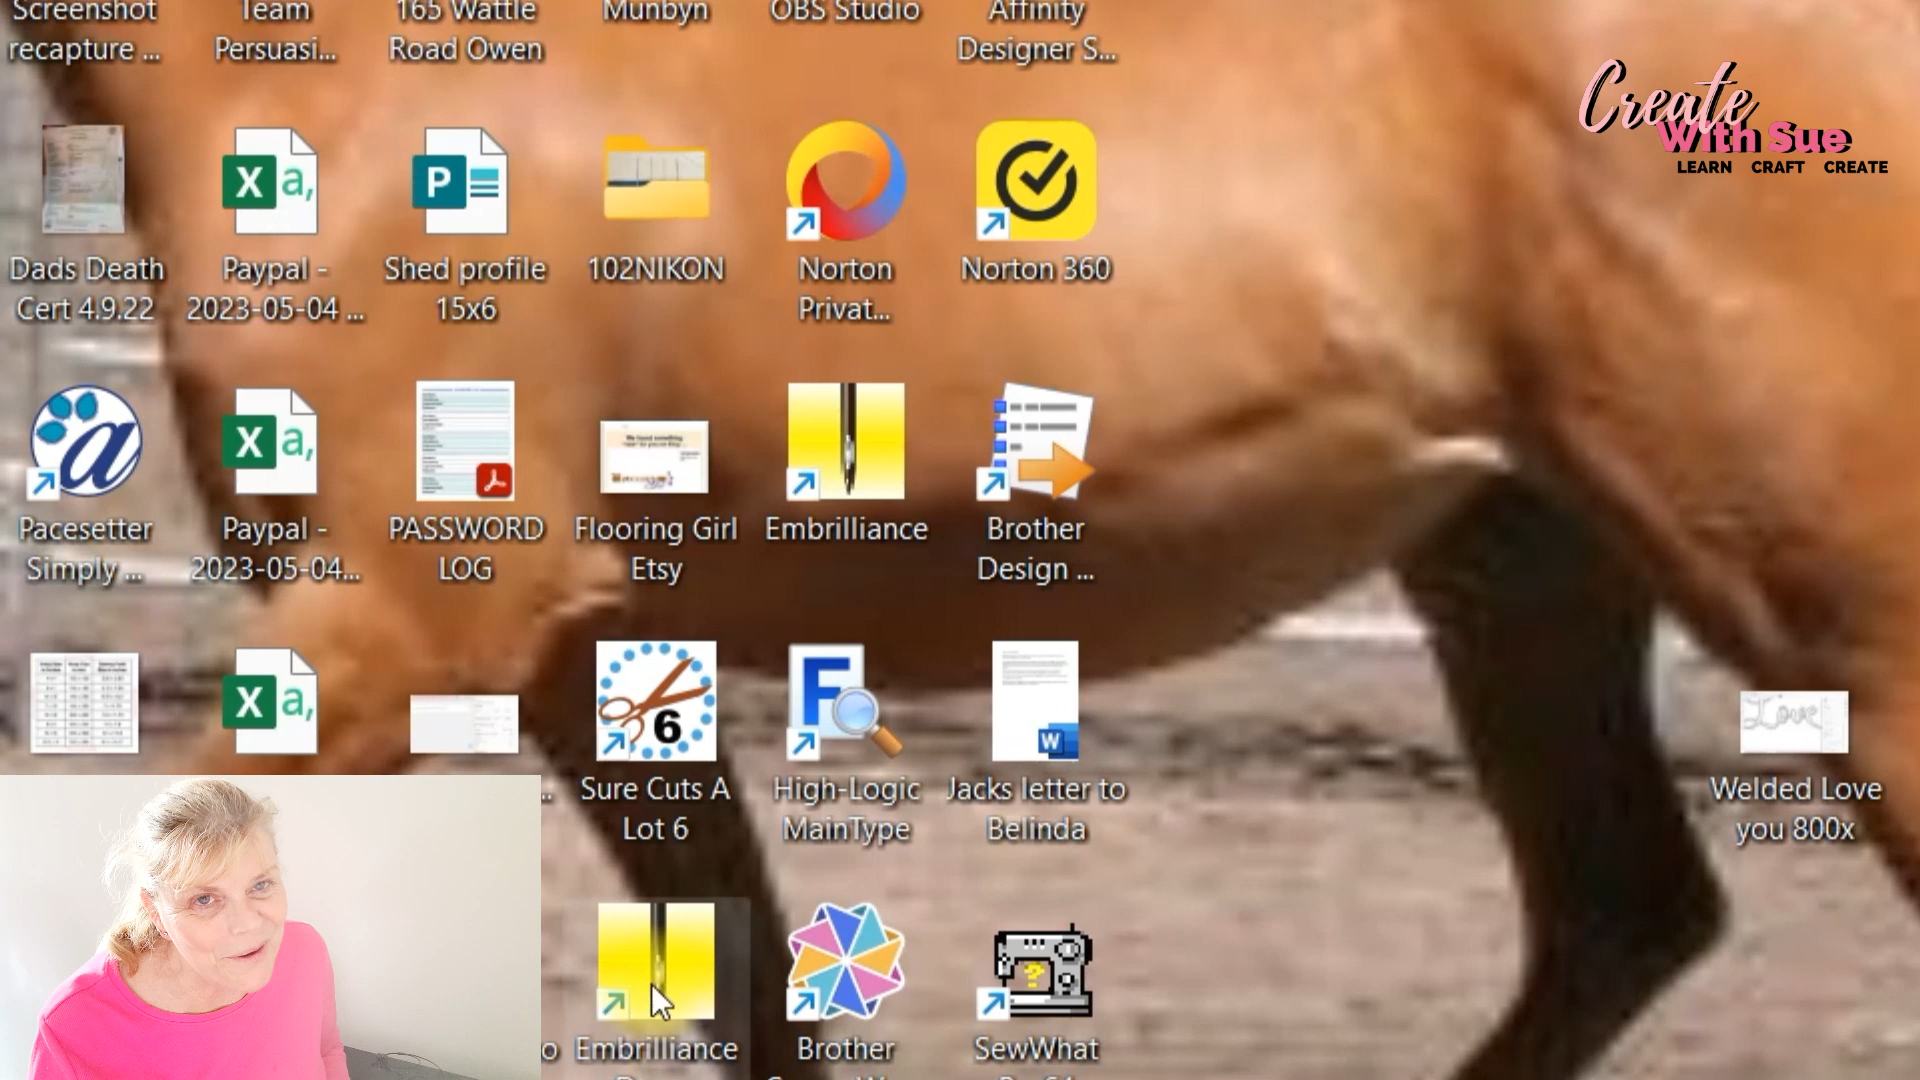 Screenshot
recapture ...
Team
Persuasi...
165 Wattle
Road Owen
Munbyn
OBS Studio
Affinity
Designer S...
Create
With Sue
LEARN CRAFT CREATE
Dads Death
Cert 4.9.22
Paypal -
2023-05-04 ...
Shed profile
15x6
102NIKON
Norton
Privat...
Norton 360
Pacesetter
Simply ...
Paypal -
2023-05-04...
PASSWORD
LOG
Flooring Girl
Etsy
Embrilliance
Brother
Design ...
Sure Cuts A
Lot 6
High-Logic
MainType
Jacks letter to
Belinda
Love
Welded Love
you 800x
Embrilliance
Brother
SewWhat